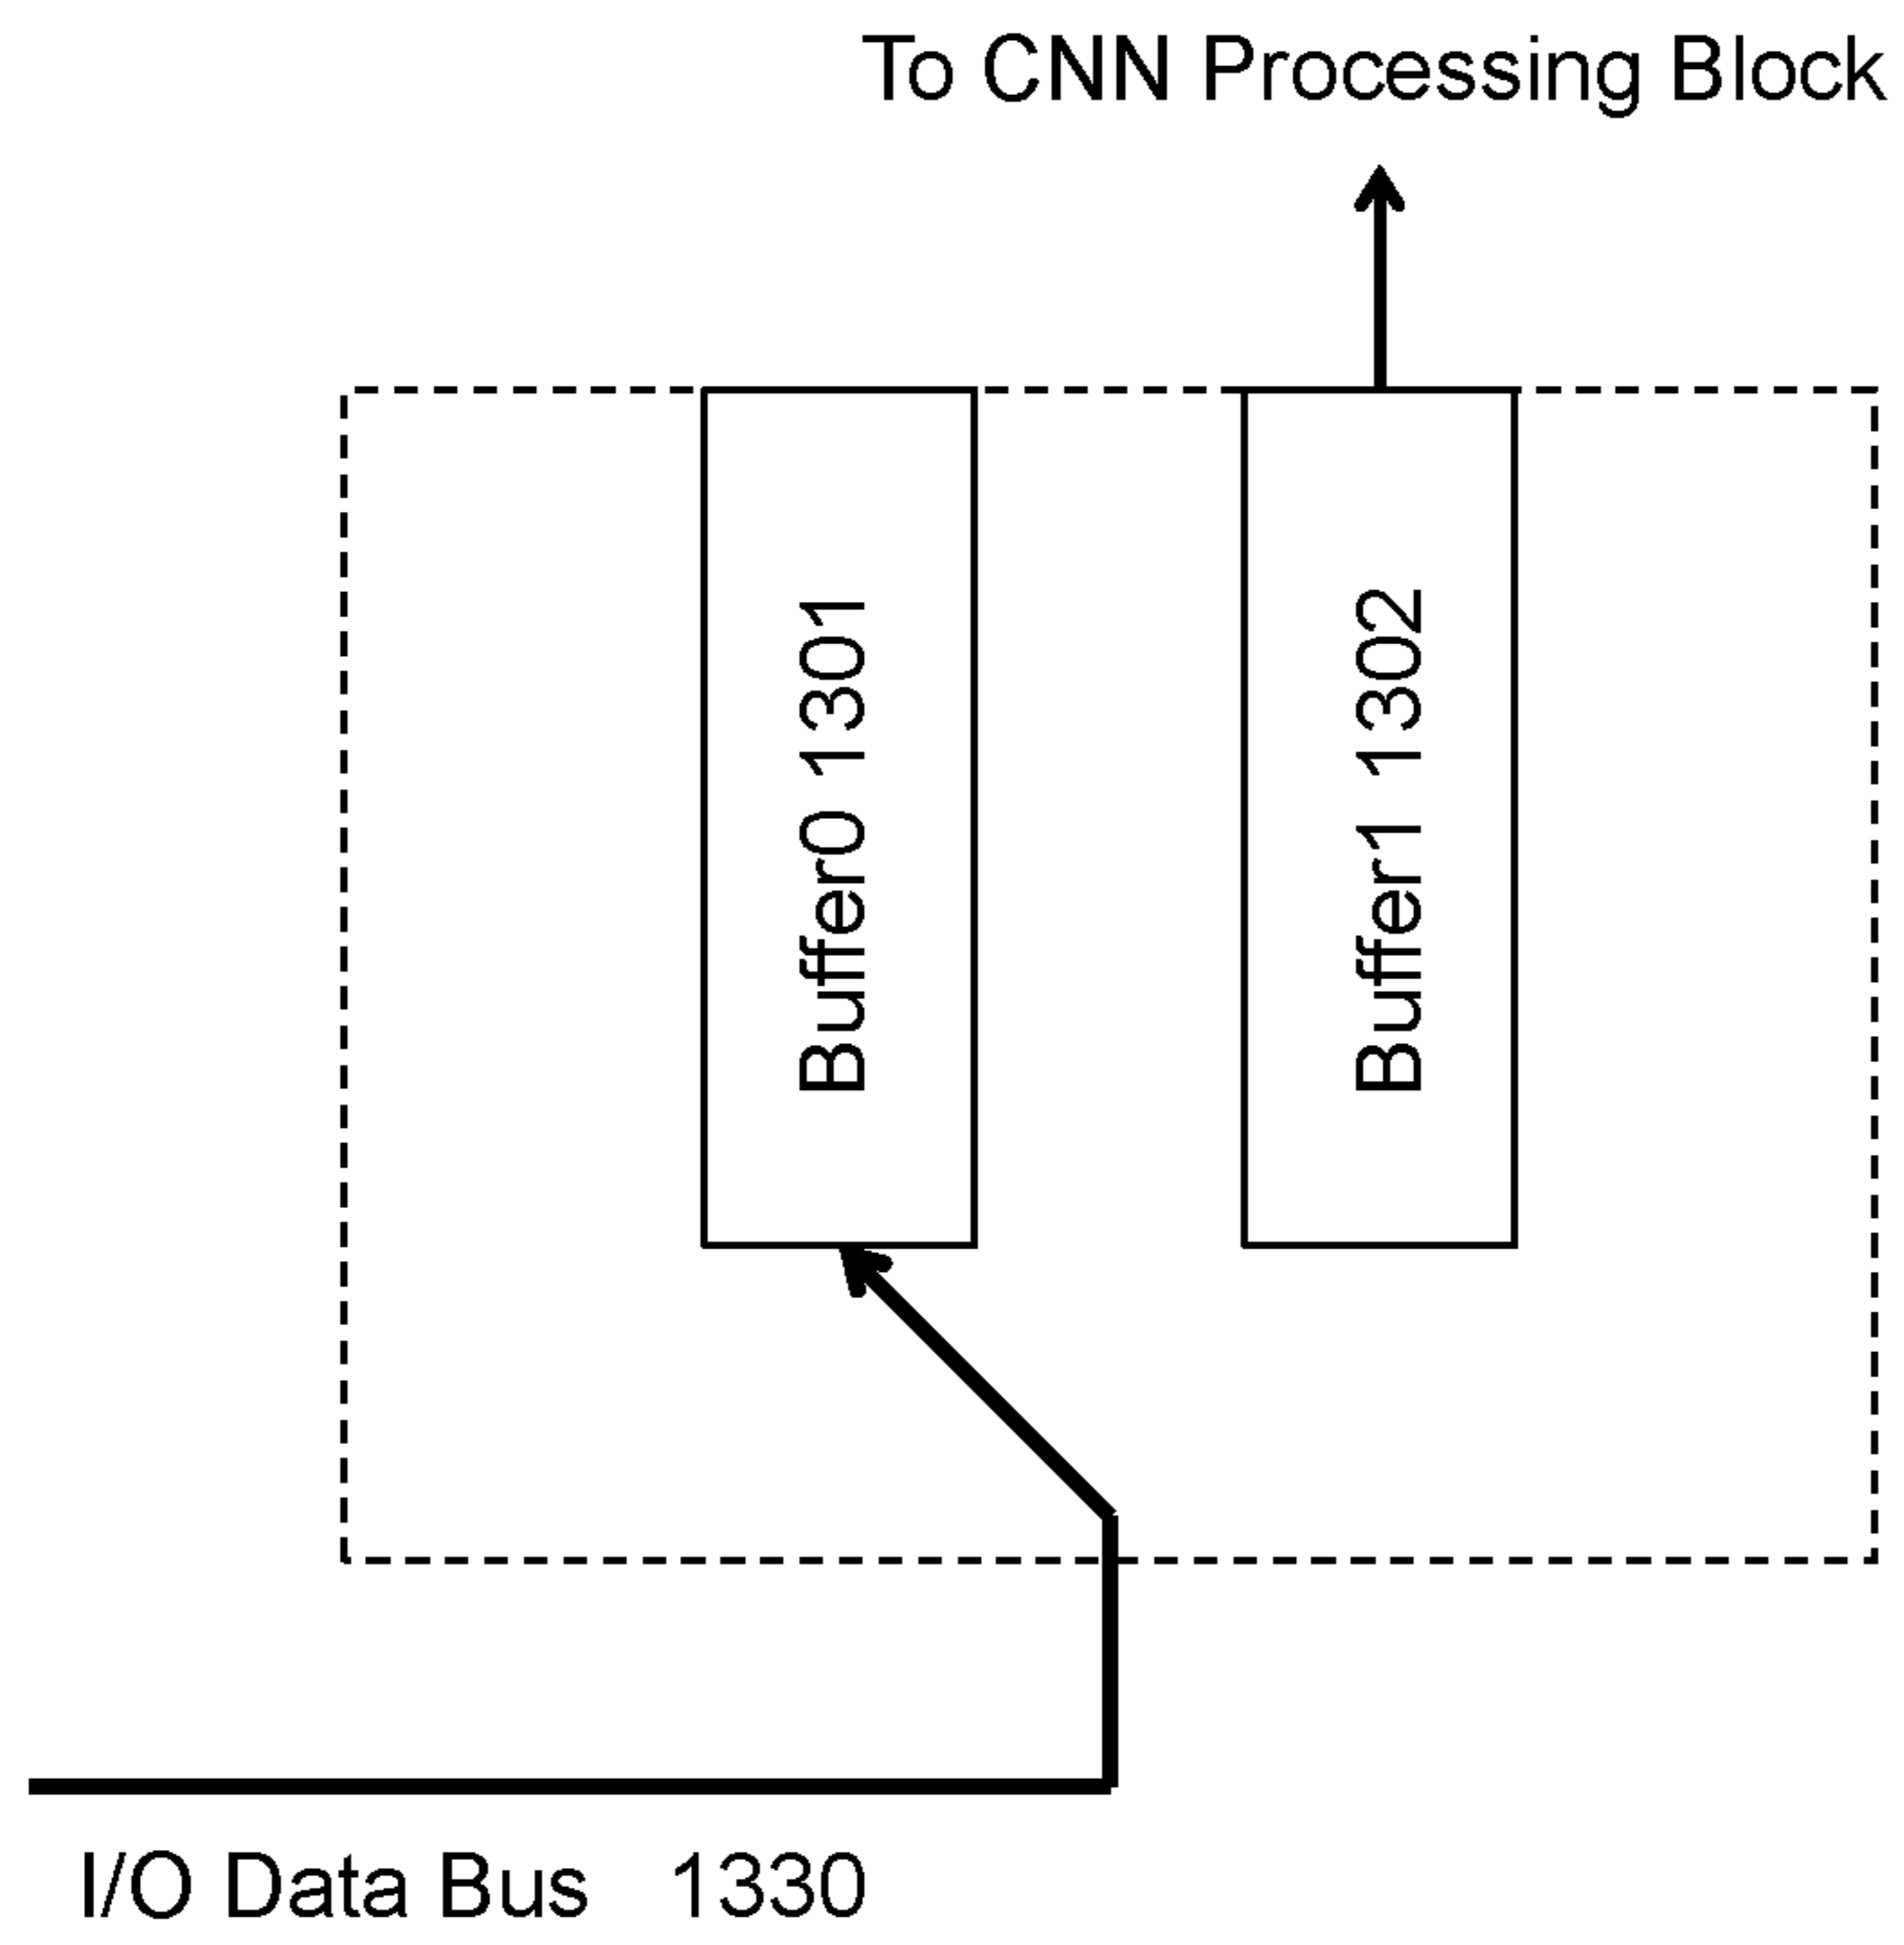 To CNN Processing Block
Buffer0 1301
Buffer1 1302
I/O Data Bus 1330